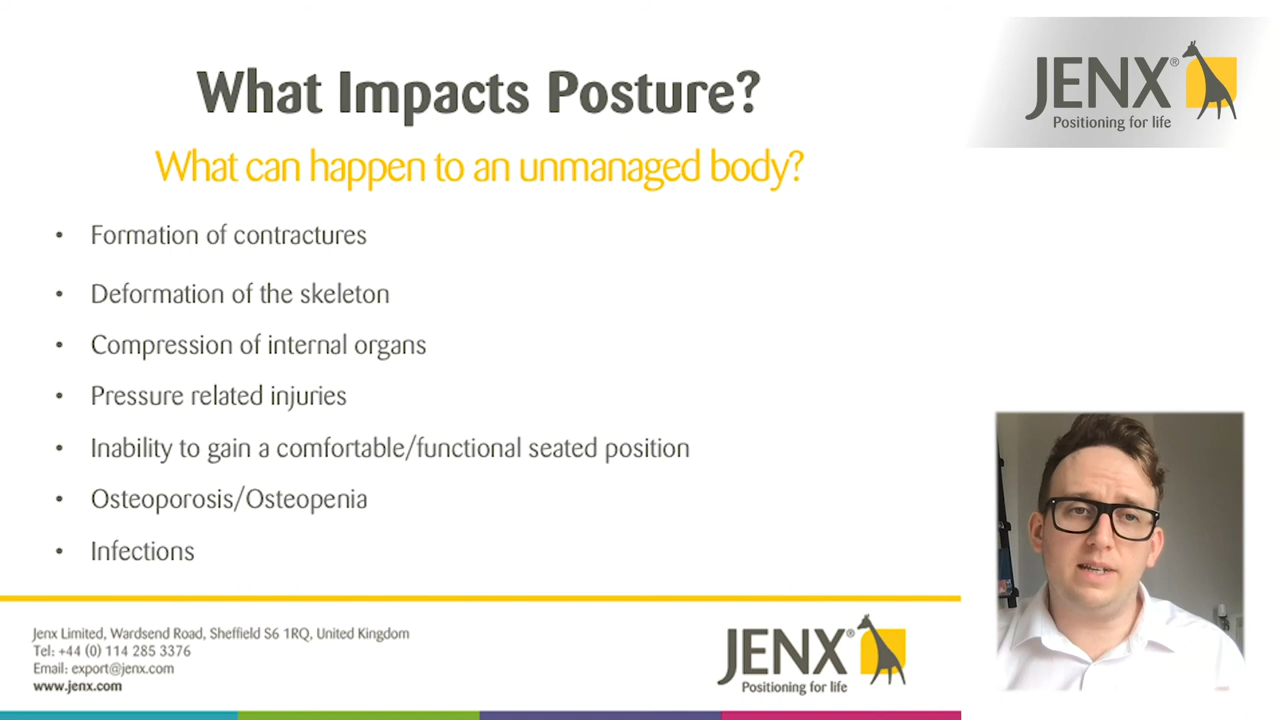 What Impacts Posture?
What can happen to an unmanaged body?
• Formation of contractures
• Deformation of the skeleton
• Compression of internal organs
• Pressure related injuries
• Inability to gain a comfortable/functional seated position
• Osteoporosis/Osteopenia
• Infections
Jenx Limited, Wardsend Road, Sheffield S6 1RQ, United Kingdom
Tel: +44 (0) 114 285 3376
Email: export@jenx.com
www.jenx.com
JENX®
Positioning for life
JENX®
Positioning for life